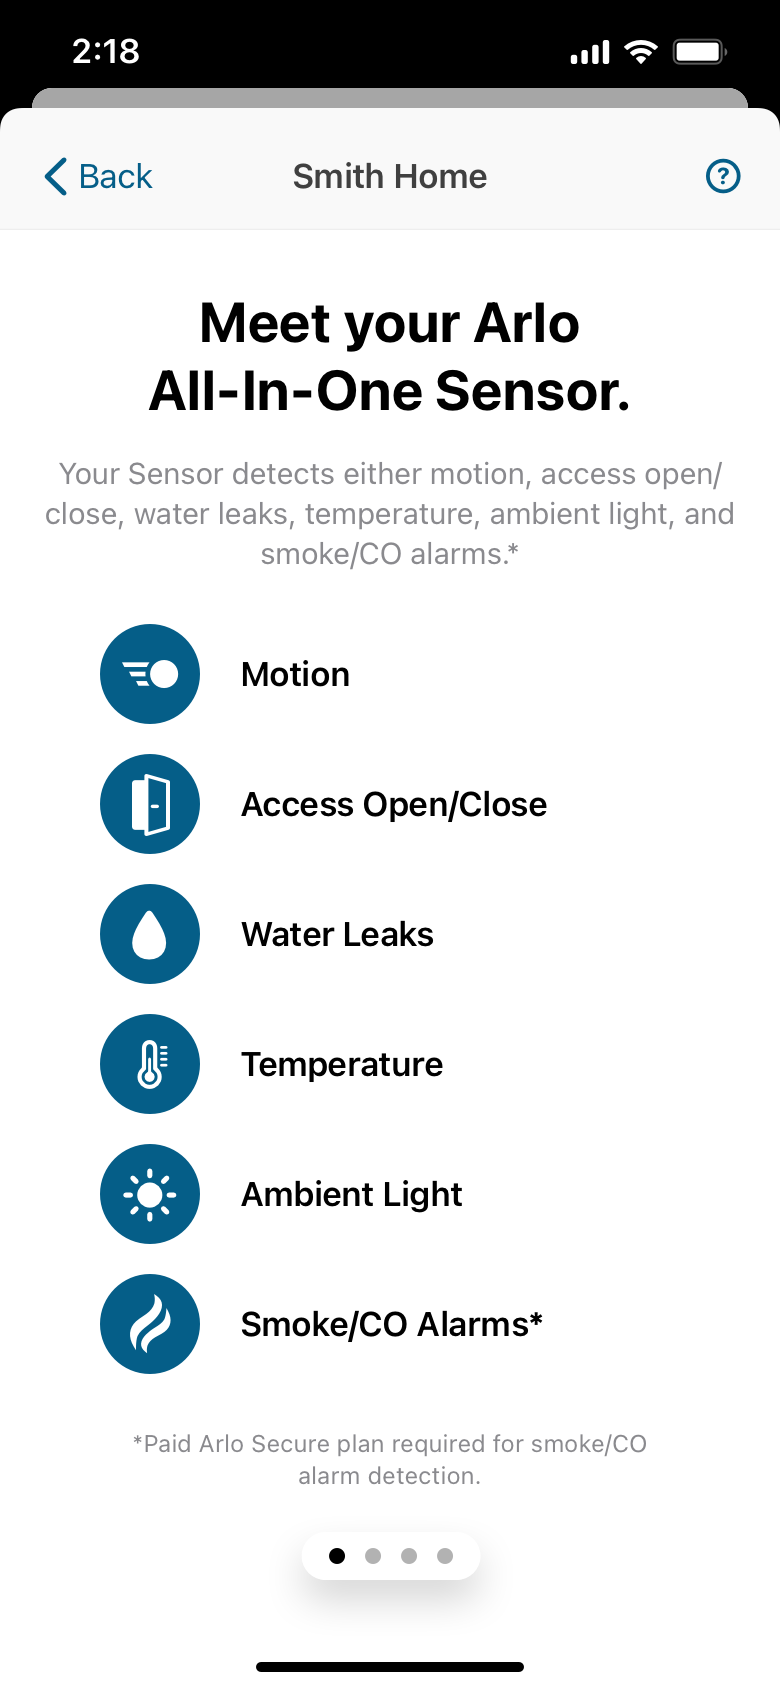 2:18
Back
Smith Home
Meet your Arlo
All-In-One Sensor.
Your Sensor detects either motion, access open/
close, water leaks, temperature, ambient light, and
smoke/CO alarms.*
Motion
Access Open/Close
Water Leaks
Temperature
Ambient Light
Smoke/CO Alarms*
*Paid Arlo Secure plan required for smoke/CO
alarm detection.